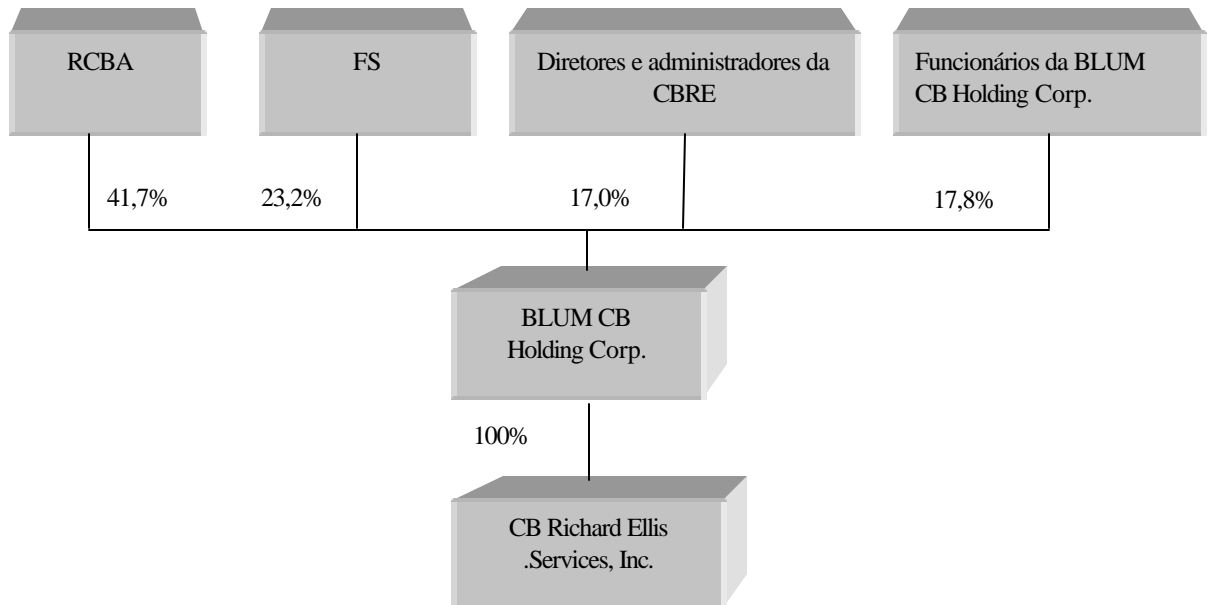 RCBA
FS
Diretores e administradores da
CBRE
Funcionários da BLUM
CB Holding Corp.
41,7%
23,2%
17,0%
17,8%
BLUM CB
Holding Corp.
100%
CB Richard Ellis
.Services, Inc.